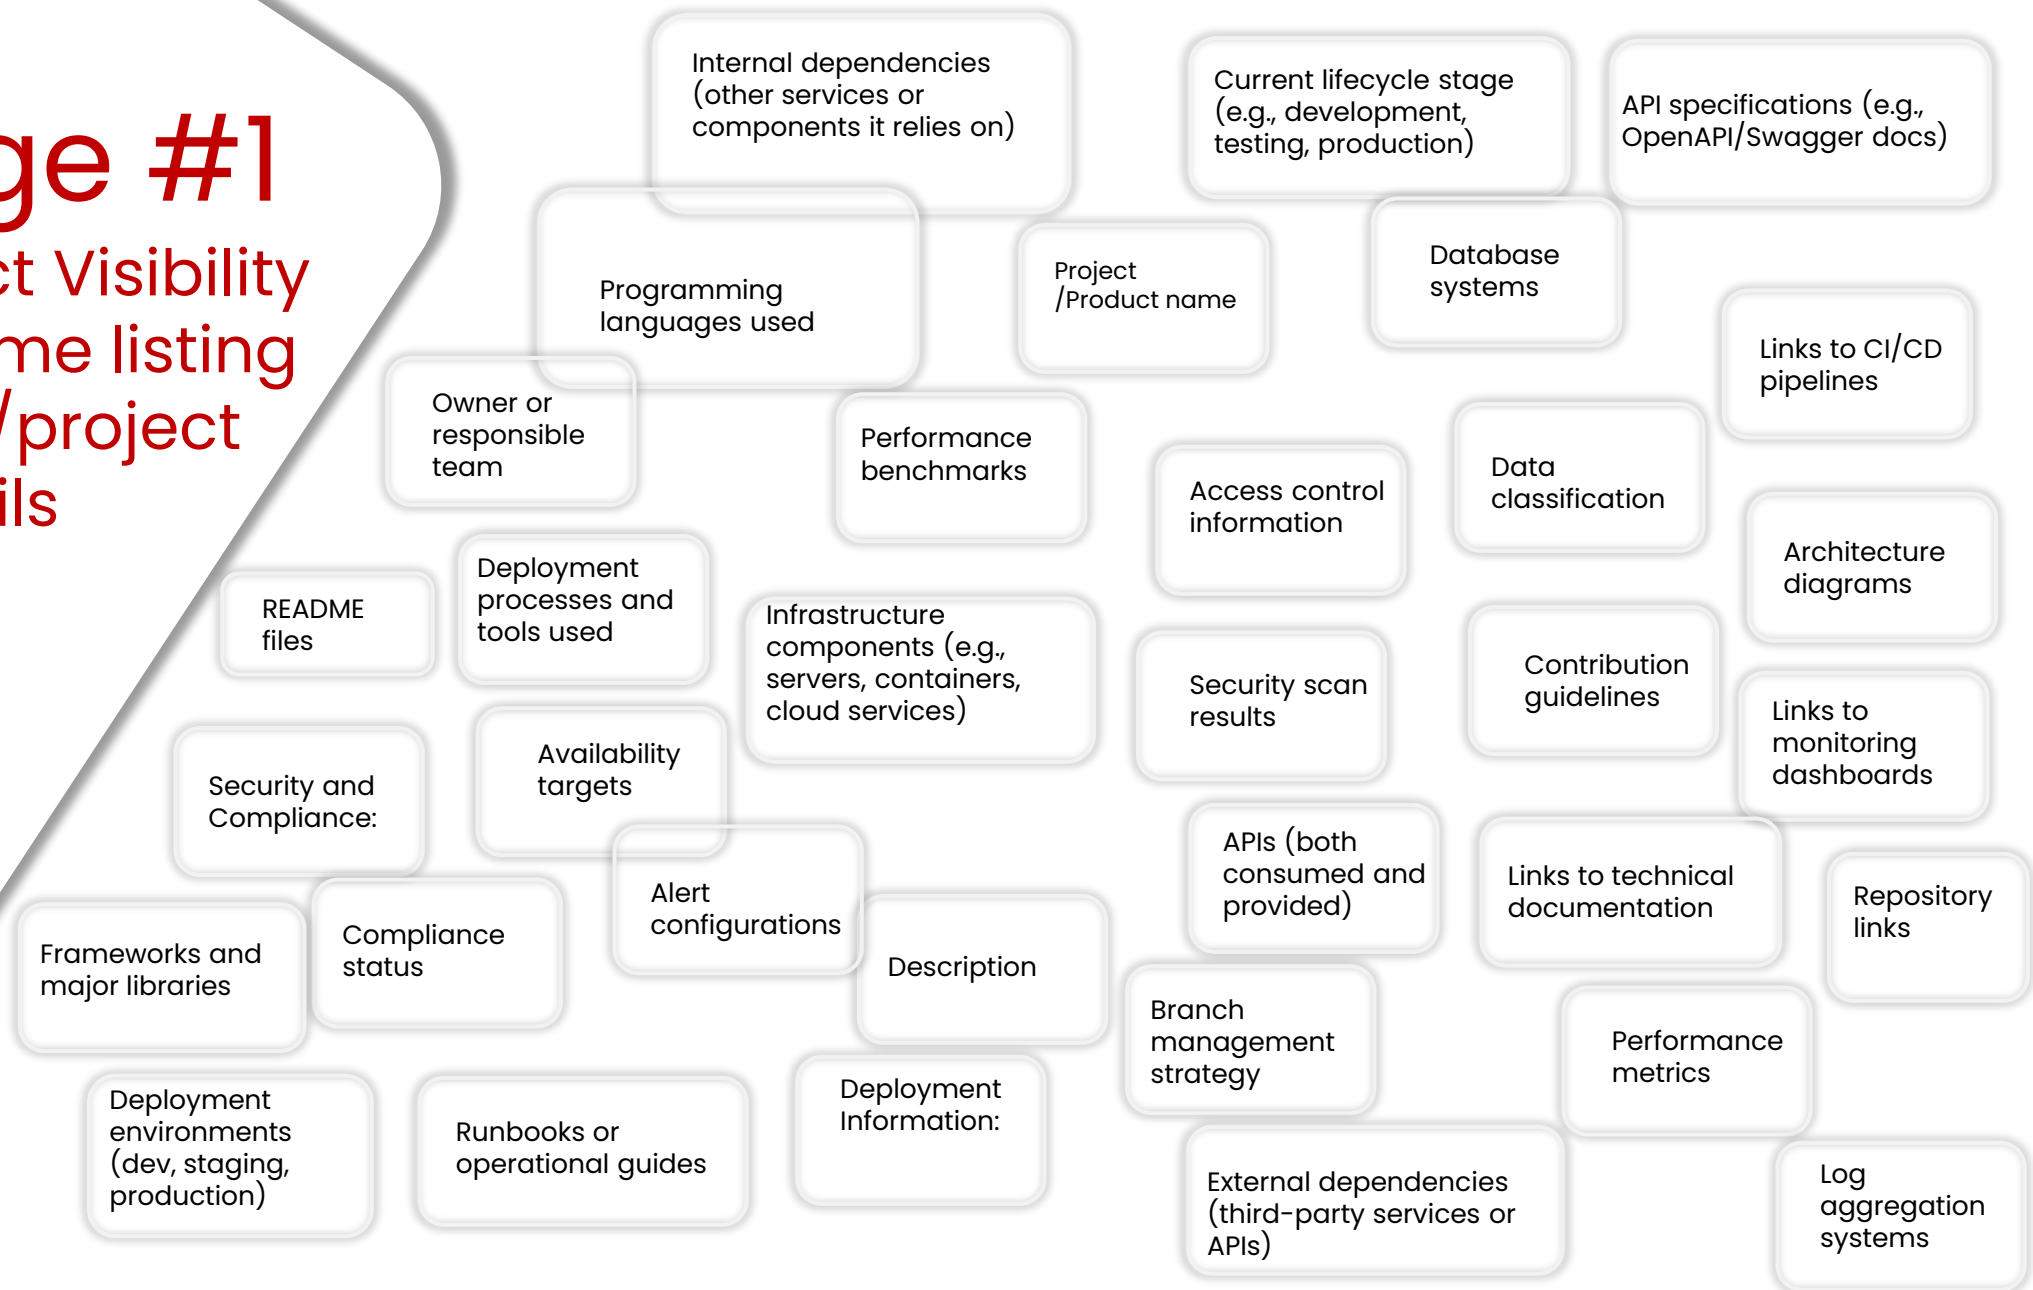 ge #1
ct Visibility
me listing
/project
ils
Internal dependencies
(other services or
components it relies on)
Current lifecycle stage
(e.g., development,
testing, production)
API specifications (e.g.,
OpenAPI/Swagger docs)
Programming
languages used
Project
/Product name
Database
systems
Links to CI/CD
pipelines
Owner or
responsible
team
Performance
benchmarks
Access control
information
Data
classification
Architecture
diagrams
README
files
Deployment
processes and
tools used
Infrastructure
components (e.g.,
servers, containers,
cloud services)
Security scan
results
Contribution
guidelines
Links to
monitoring
dashboards
Security and
Compliance:
Availability
targets
Alert
configurations
APIs (both
consumed and
provided)
Links to technical
documentation
Repository
links
Frameworks and
major libraries
Compliance
status
Description
Branch
management
strategy
Performance
metrics
Deployment
environments
(dev, staging,
production)
Runbooks or
operational guides
Deployment
Information:
External dependencies
(third-party services or
APIs)
Log
aggregation
systems